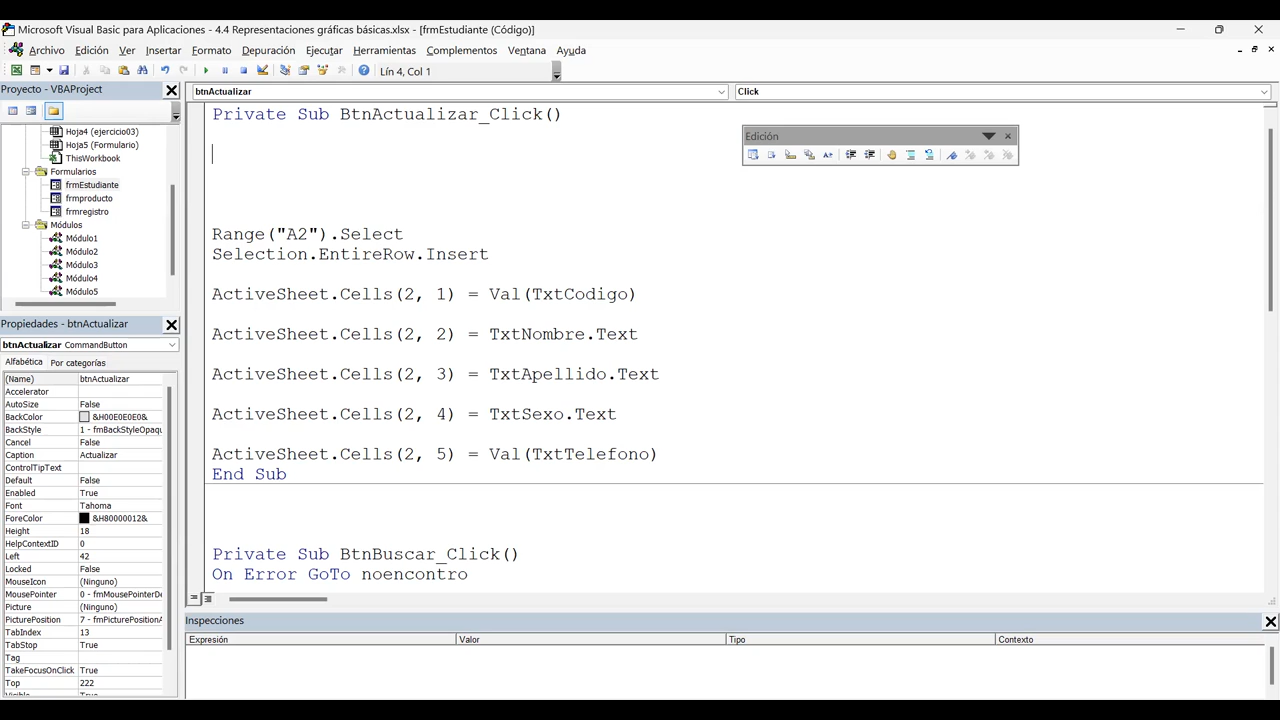 Microsoft Visual Basic para Aplicaciones - 4.4 Representaciones gráficas básicas.xlsx - [frmEstudiante (Código)]
Archivo Edición Ver Insertar Formato Depuración Ejecutar Herramientas Complementos Ventana Ayuda
Lín 4, Col 1
Proyecto - VBAProject
Hoja4 (ejercicio03)
Hoja5 (Formulario)
ThisWorkbook
Formularios
frmEstudiante
frmproducto
frmregistro
Módulos
Módulo1
Módulo2
Módulo3
Módulo4
Módulo5
Propiedades - btnActualizar
btnActualizar CommandButton
Alfabética Por categorías
(Name) btnActualizar
Accelerator
AutoSize False
BackColor &H00E0E0E0&
BackStyle 1 - fmBackStyleOpaqu
Cancel False
Caption Actualizar
ControlTipText
Default False
Enabled True
Font Tahoma
ForeColor &H80000012&
Height 18
HelpContextID 0
Left 42
Locked False
MouseIcon (Ninguno)
MousePointer 0 - fmMousePointerDe
Picture (Ninguno)
PicturePosition 7 - fmPicturePositionA
TabIndex 13
TabStop True
Tag
TakeFocusOnClick True
Top 222
Visible True
btnActualizar Click
Edición
Private Sub BtnActualizar_Click()
Range("A2").Select
Selection.EntireRow.Insert
ActiveSheet.Cells(2, 1) = Val(TxtCodigo)
ActiveSheet.Cells(2, 2) = TxtNombre.Text
ActiveSheet.Cells(2, 3) = TxtApellido.Text
ActiveSheet.Cells(2, 4) = TxtSexo.Text
ActiveSheet.Cells(2, 5) = Val(TxtTelefono)
End Sub
Private Sub BtnBuscar_Click()
On Error GoTo noencontro
Inspecciones
Expresión Valor Tipo Contexto